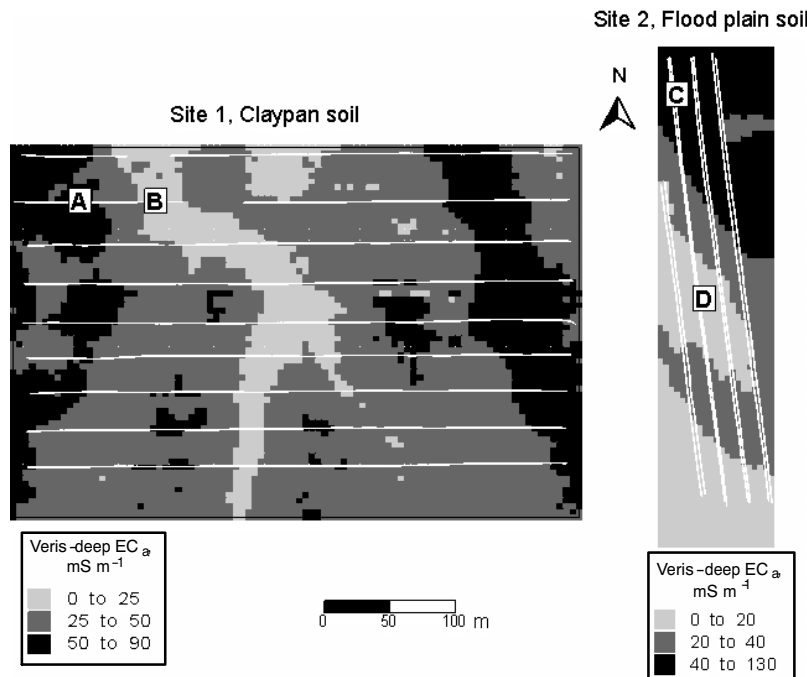 Site 2, Flood plain soil
N
Site 1, Claypan soil
A
B
C
D
Veris-deep ECa,
mS m⁻¹
0 to 25
25 to 50
50 to 90
0
50
100 m
Veris-deep ECa,
mS m⁻¹
0 to 20
20 to 40
40 to 130